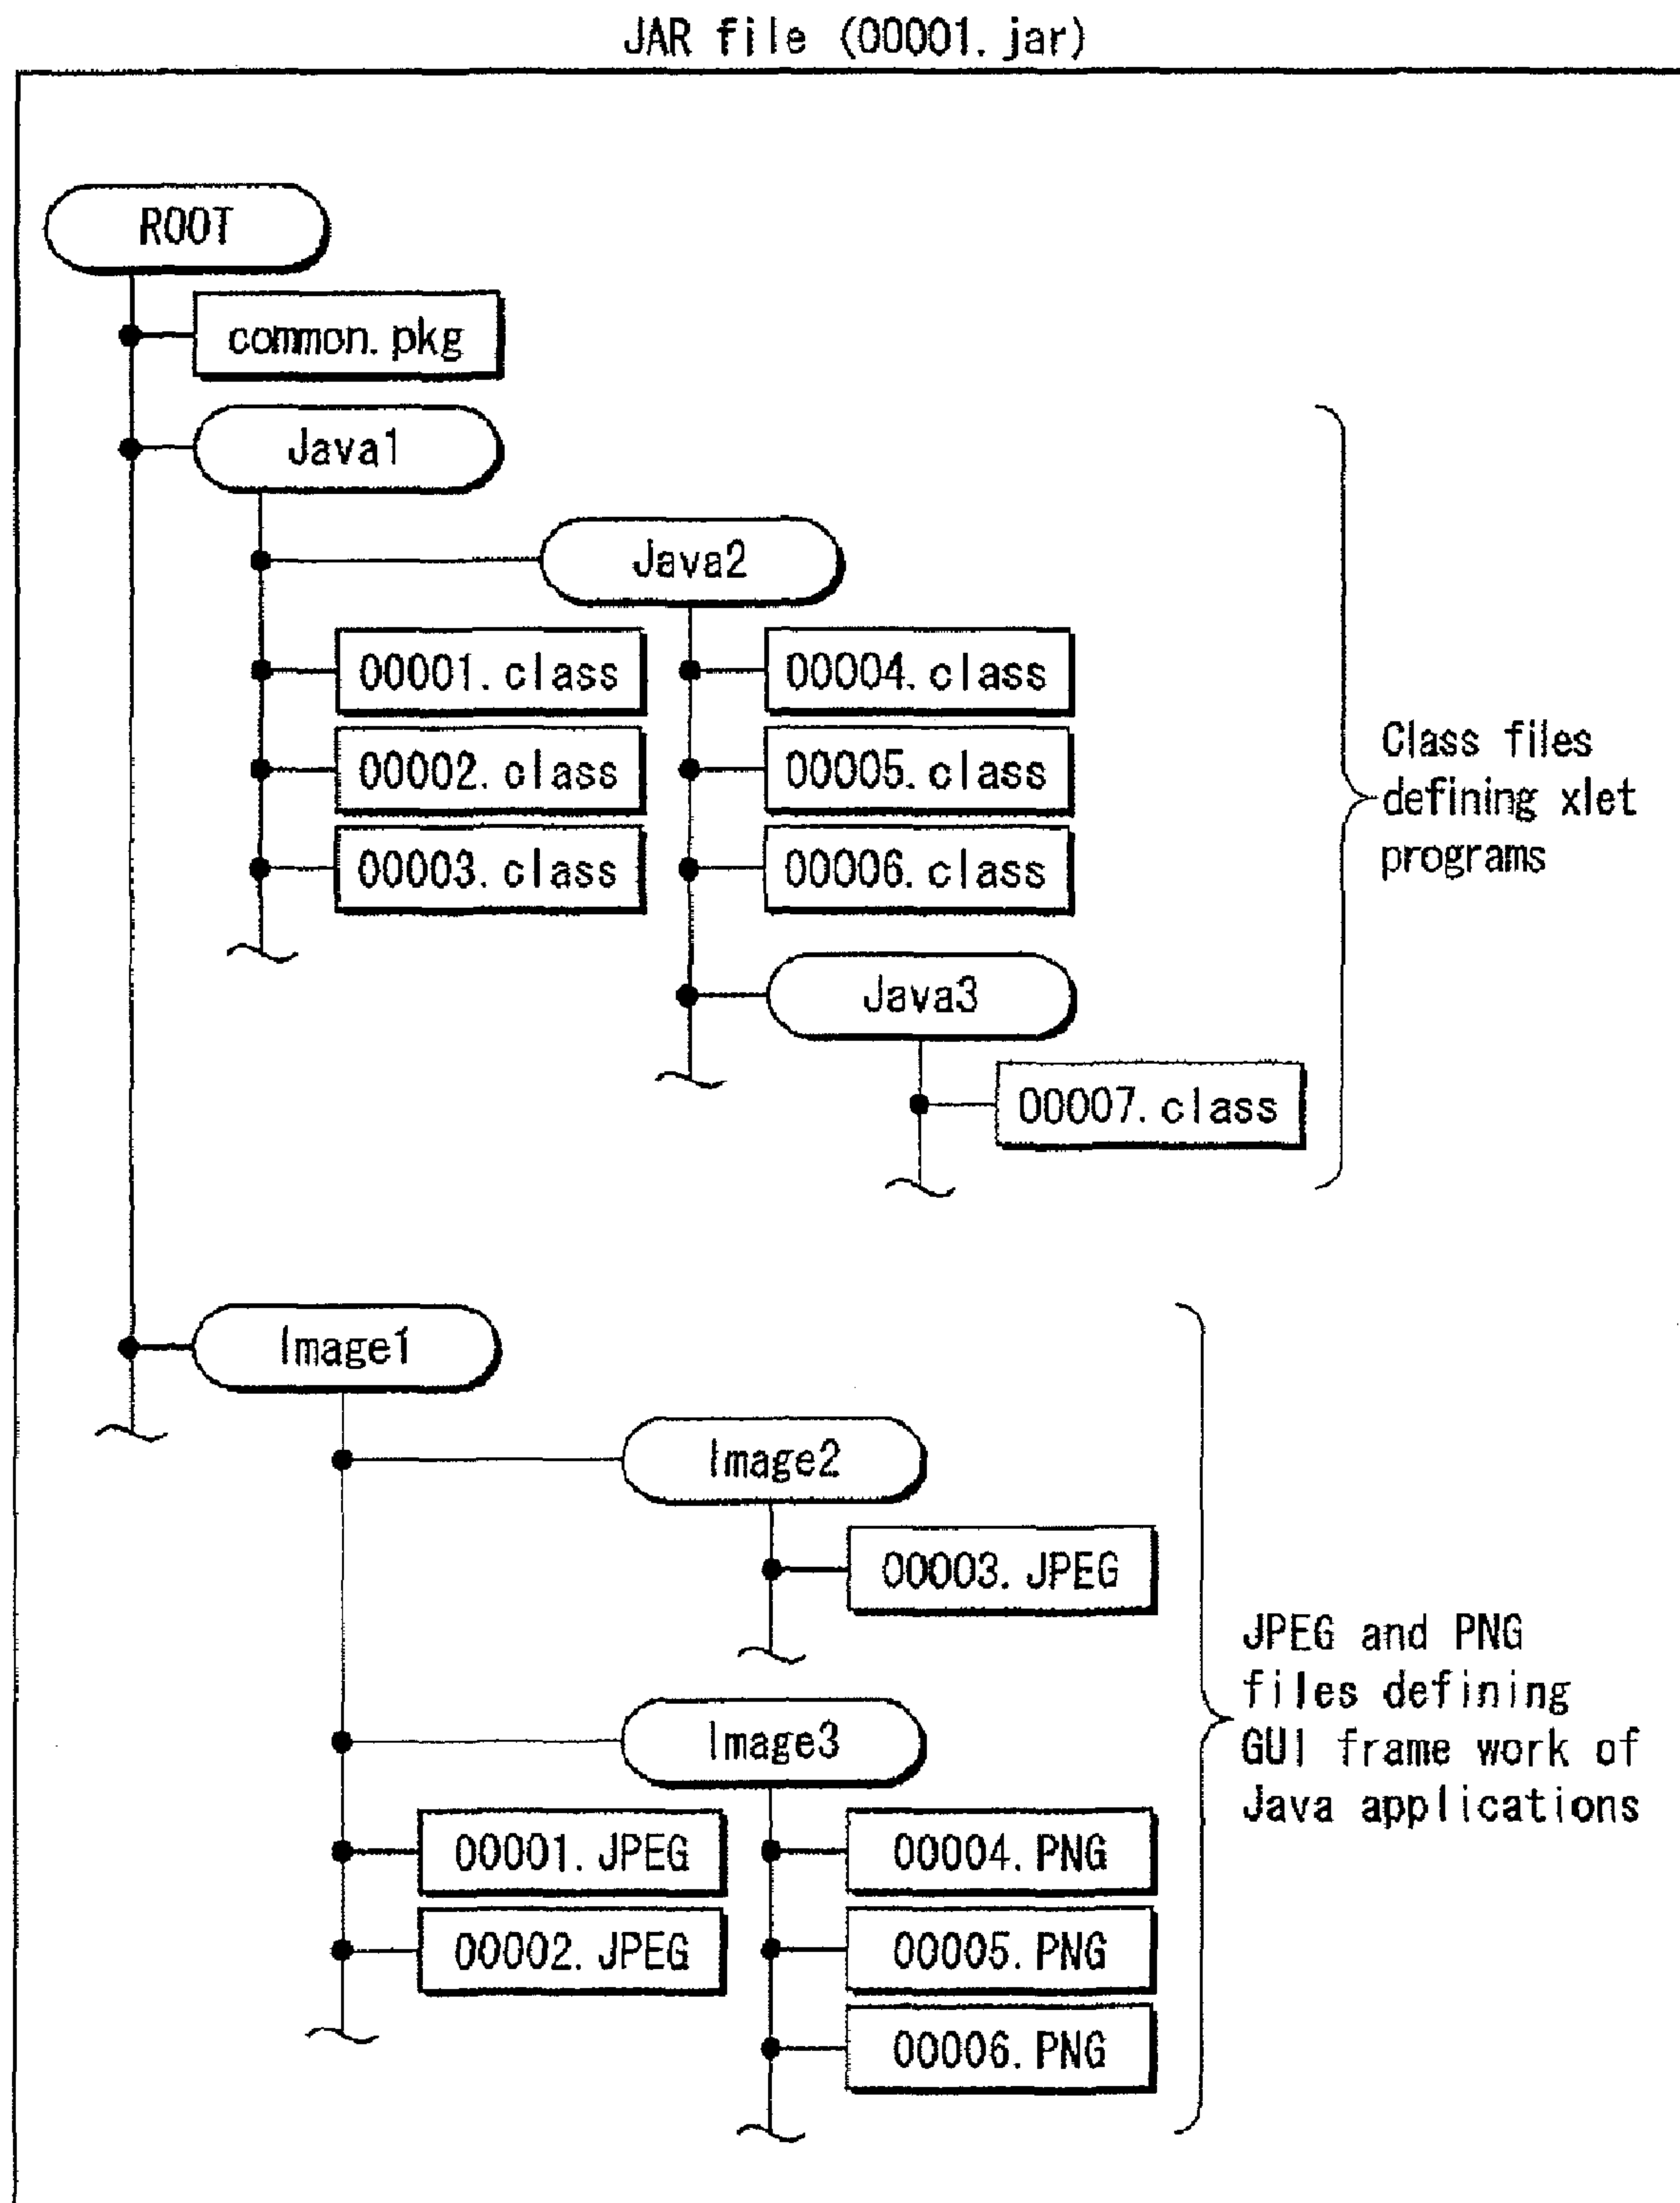 JAR file (00001.jar)
ROOT
common.pkg
Java1
Java2
00001.class
00004.class
00002.class
00005.class
00003.class
00006.class
Java3
00007.class
Class files
defining xlet
programs
Image1
Image2
00003.JPEG
Image3
00001.JPEG
00004.PNG
00002.JPEG
00005.PNG
00006.PNG
JPEG and PNG
files defining
GUI frame work of
Java applications